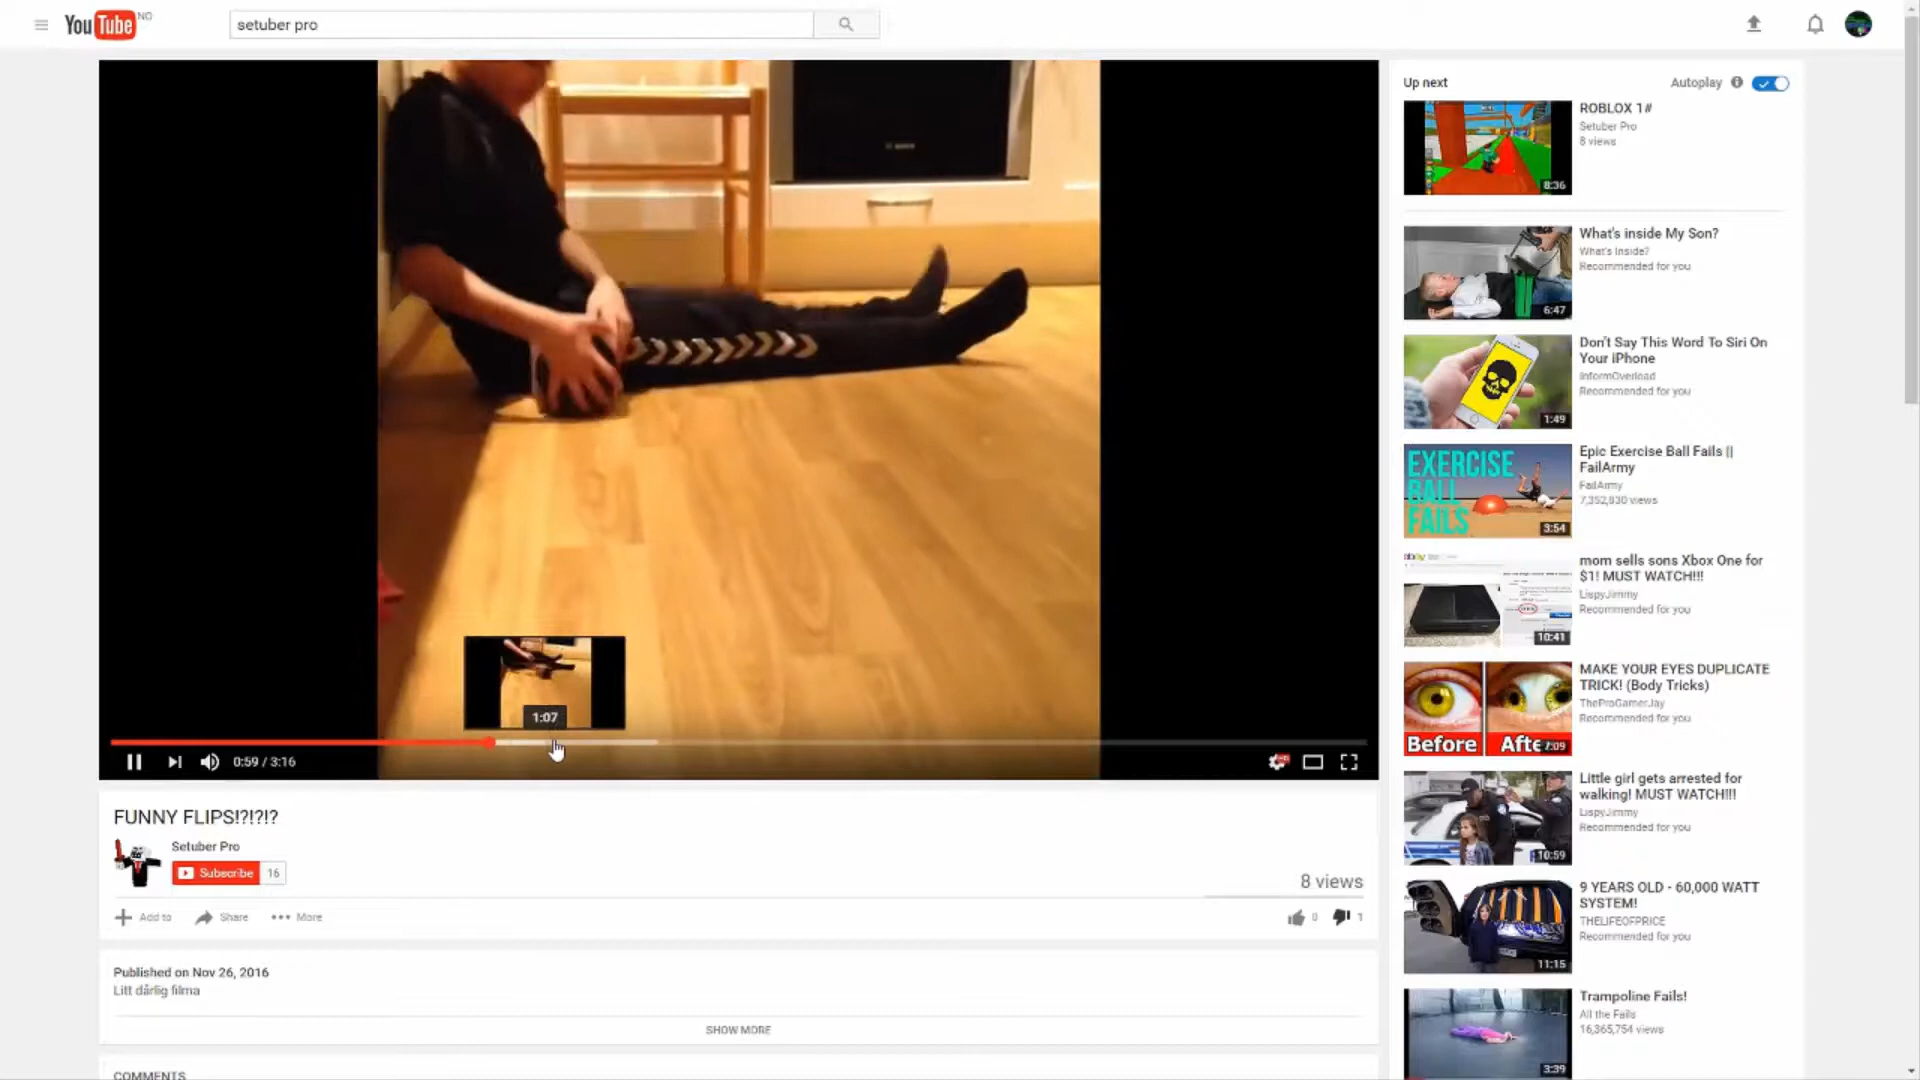 YouTube NO
setuber pro
1:07
0:59 / 3:16
FUNNY FLIPS!?!?!?
Setuber Pro
Subscribe 16
8 views
Add to Share More
0 1
Published on Nov 26, 2016
Litt dårlig filma
SHOW MORE
COMMENTS
Up next Autoplay
ROBLOX 1#
Setuber Pro
8 views
8:36
What's inside My Son?
What's Inside?
Recommended for you
6:47
Don't Say This Word To Siri On
Your iPhone
InformOverload
Recommended for you
1:49
Epic Exercise Ball Fails ||
FailArmy
FailArmy
7,352,830 views
EXERCISE
BALL
FAILS
3:54
mom sells sons Xbox One for
$1! MUST WATCH!!!
LispyJimmy
Recommended for you
10:41
MAKE YOUR EYES DUPLICATE
TRICK! (Body Tricks)
TheProGamerJay
Recommended for you
Before After
7:09
Little girl gets arrested for
walking! MUST WATCH!!!
LispyJimmy
Recommended for you
10:59
9 YEARS OLD - 60,000 WATT
SYSTEM!
THELIFEOFPRICE
Recommended for you
11:15
Trampoline Fails!
All the Fails
16,365,754 views
3:39